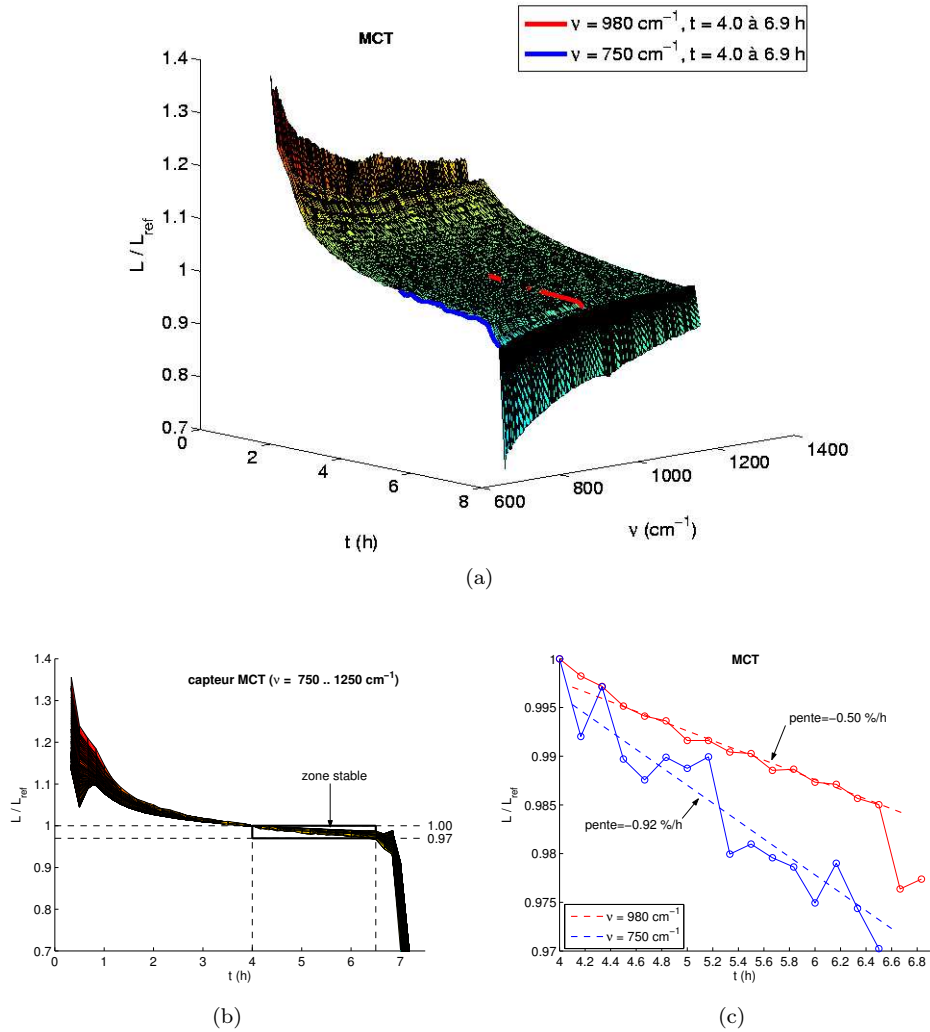 MCT
ν = 980 cm⁻¹, t = 4.0 à 6.9 h
ν = 750 cm⁻¹, t = 4.0 à 6.9 h
1.4
1.3
1.2
1.1
1
0.9
0.8
0.7
L / L_ref
0
2
4
6
8
600
800
1000
1200
1400
t (h)
ν (cm⁻¹)
(a)
capteur MCT (ν = 750 .. 1250 cm⁻¹)
1.4
1.3
1.2
1.1
1
0.9
0.8
0.7
L / L_ref
zone stable
1.00
0.97
0 1 2 3 4 5 6 7
t (h)
(b)
MCT
1
0.995
0.99
0.985
0.98
0.975
0.97
L / L_ref
pente=−0.50 %/h
pente=−0.92 %/h
ν = 980 cm⁻¹
ν = 750 cm⁻¹
4 4.2 4.4 4.6 4.8 5 5.2 5.4 5.6 5.8 6 6.2 6.4 6.6 6.8
t (h)
(c)